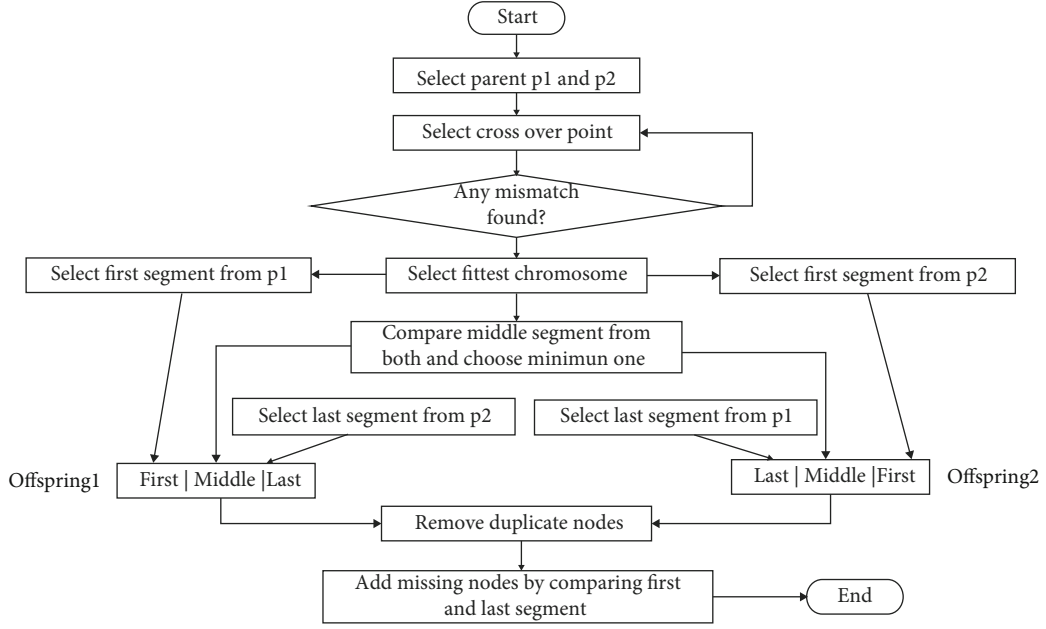 Start
Select parent p1 and p2
Select cross over point
Any mismatch
found?
Select first segment from p1
Select fittest chromosome
Select first segment from p2
Compare middle segment from
both and choose minimun one
Select last segment from p2
Select last segment from p1
Offspring1
First | Middle |Last
Last | Middle |First
Offspring2
Remove duplicate nodes
Add missing nodes by comparing first
and last segment
End